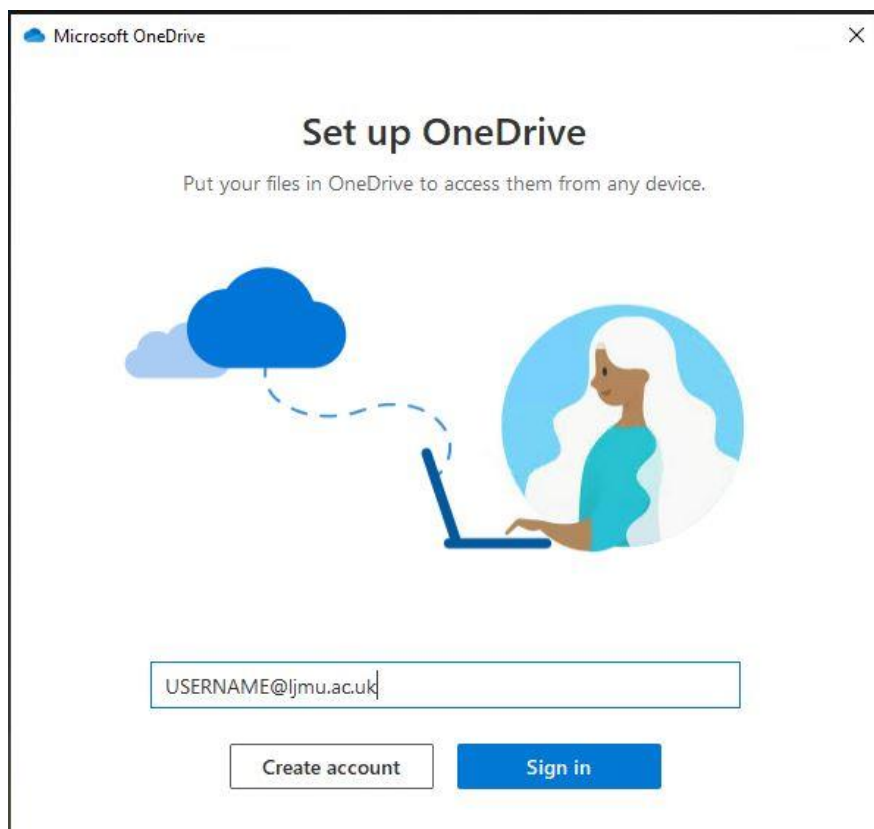 Microsoft OneDrive
Set up OneDrive
Put your files in OneDrive to access them from any device.
USERNAME@ljmu.ac.uk
Create account
Sign in